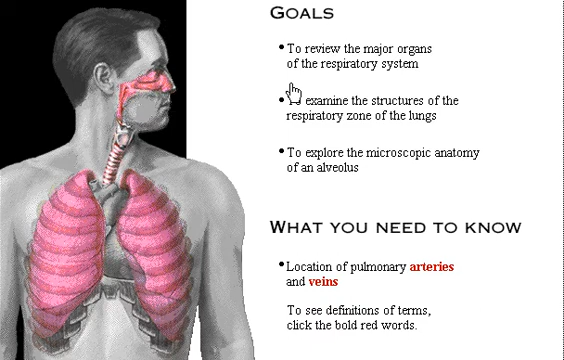 GOALS
• To review the major organs
of the respiratory system
• examine the structures of the
respiratory zone of the lungs
• To explore the microscopic anatomy
of an alveolus
WHAT YOU NEED TO KNOW
• Location of pulmonary arteries
and veins
To see definitions of terms,
click the bold red words.